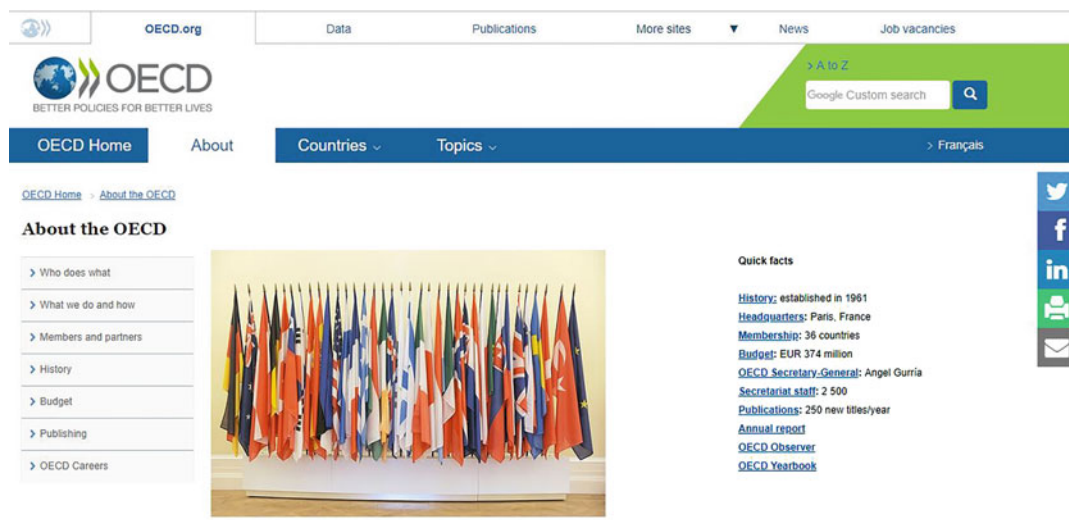 OECD.org Data Publications More sites ▼ News Job vacancies
OECD
BETTER POLICIES FOR BETTER LIVES
> A to Z
Google Custom search
OECD Home About Countries Topics > Français
OECD Home > About the OECD
About the OECD
> Who does what
> What we do and how
> Members and partners
> History
> Budget
> Publishing
> OECD Careers
Quick facts
History: established in 1961
Headquarters: Paris, France
Membership: 36 countries
Budget: EUR 374 million
OECD Secretary-General: Angel Gurría
Secretariat staff: 2 500
Publications: 250 new titles/year
Annual report
OECD Observer
OECD Yearbook